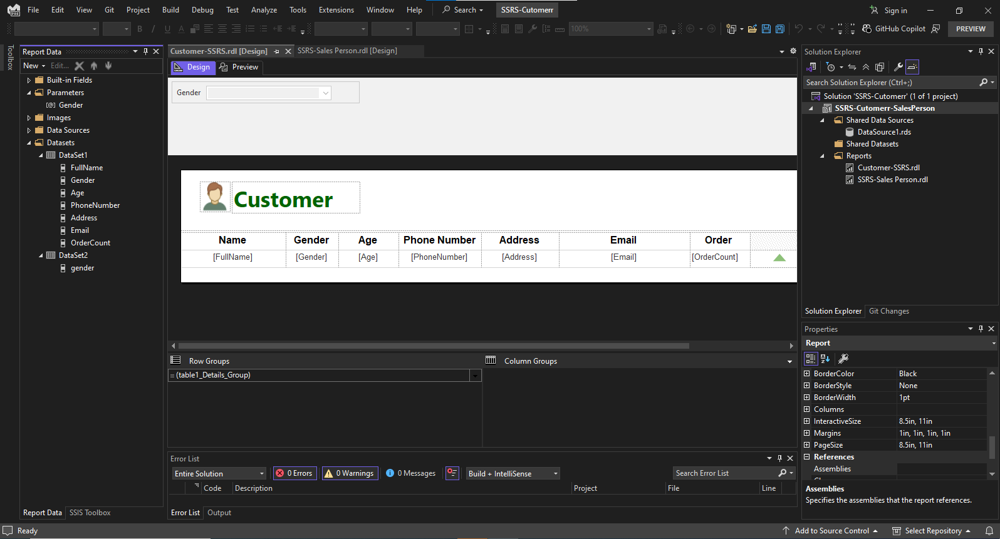 File Edit View Git Project Build Debug Test Analyze Tools Extensions Window Help Search SSRS-Cutomerr Sign in
PRE
B I U A 100% GitHub Copilot PREVIEW
Toolbox
Report Data
New Edit...
Built-in Fields
Parameters
Gender
Images
Data Sources
Datasets
DataSet1
FullName
Gender
Age
PhoneNumber
Address
Email
OrderCount
DataSet2
gender
Report Data SSIS Toolbox
Customer-SSRS.rdl [Design] SSRS-Sales Person.rdl [Design]
Design Preview
Gender
Customer
Name Gender Age Phone Number Address Email Order
[FullName] [Gender] [Age] [PhoneNumber] [Address] [Email] [OrderCount]
Row Groups Column Groups
(table1_Details_Group)
Error List
Entire Solution 0 Errors 0 Warnings 0 Messages Build + IntelliSense Search Error List
Code Description Project File Line
Error List Output
Solution Explorer
Search Solution Explorer (Ctrl+;)
Solution 'SSRS-Cutomerr' (1 of 1 project)
SSRS-Cutomerr-SalesPerson
Shared Data Sources
DataSource1.rds
Shared Datasets
Reports
Customer-SSRS.rdl
SSRS-Sales Person.rdl
Solution Explorer Git Changes
Properties
Report
BorderColor Black
BorderStyle None
BorderWidth 1pt
Columns
InteractiveSize 8.5in, 11in
Margins 1in, 1in, 1in, 1in
PageSize 8.5in, 11in
References
Assemblies
Assemblies
Specifies the assemblies that the report references.
Ready Add to Source Control Select Repository